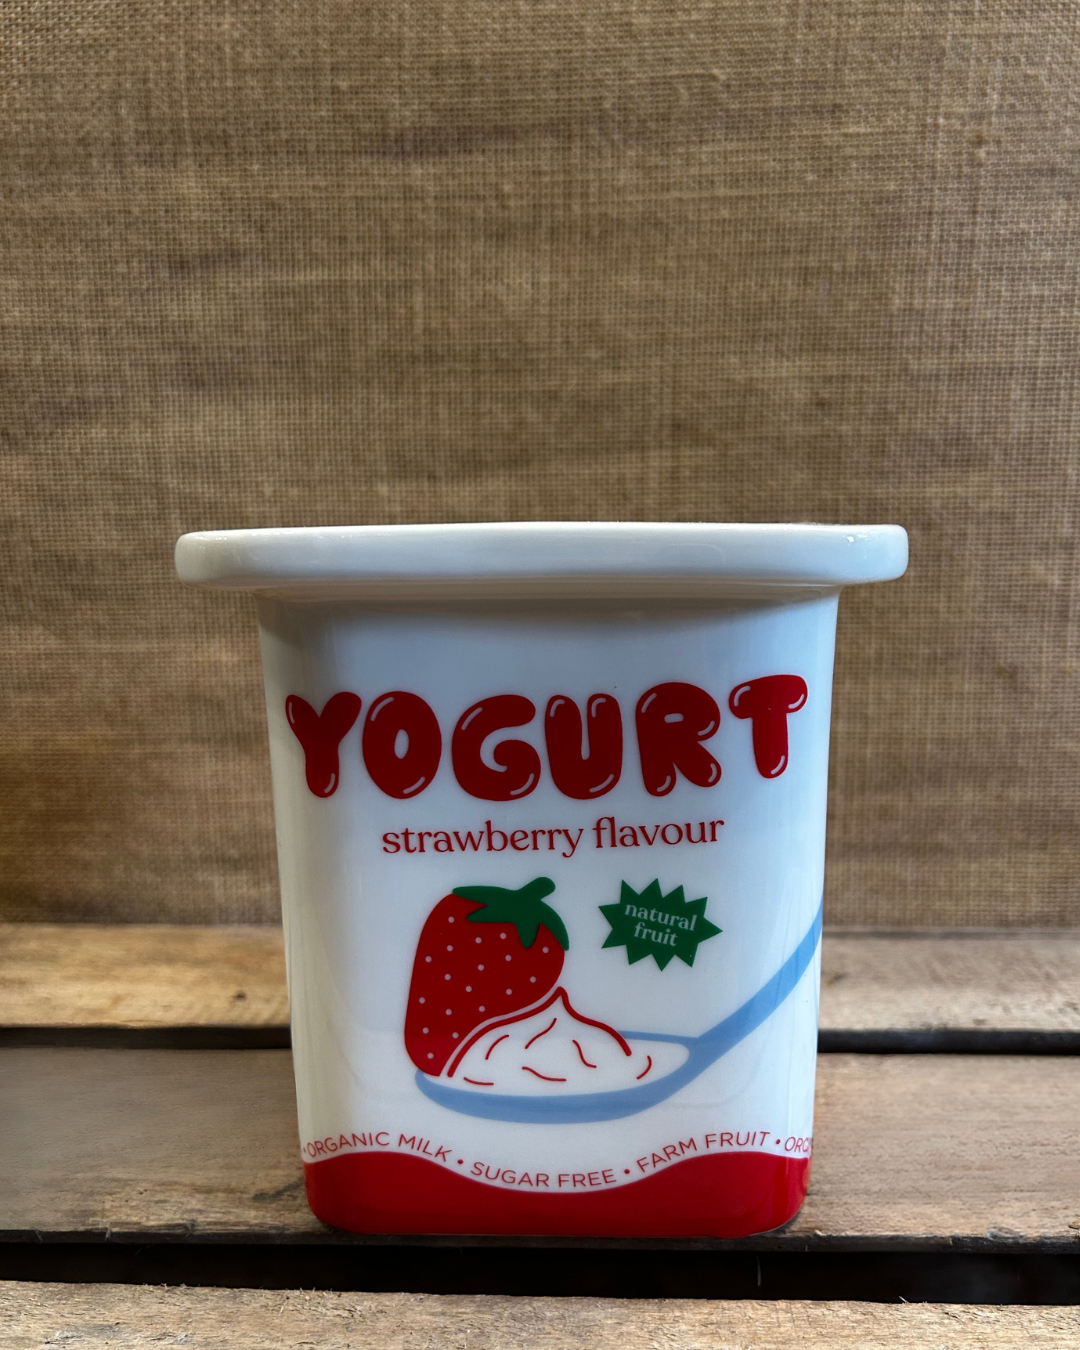 YOGURT
strawberry flavour
natural
fruit
• ORGANIC MILK • SUGAR FREE • FARM FRUIT •